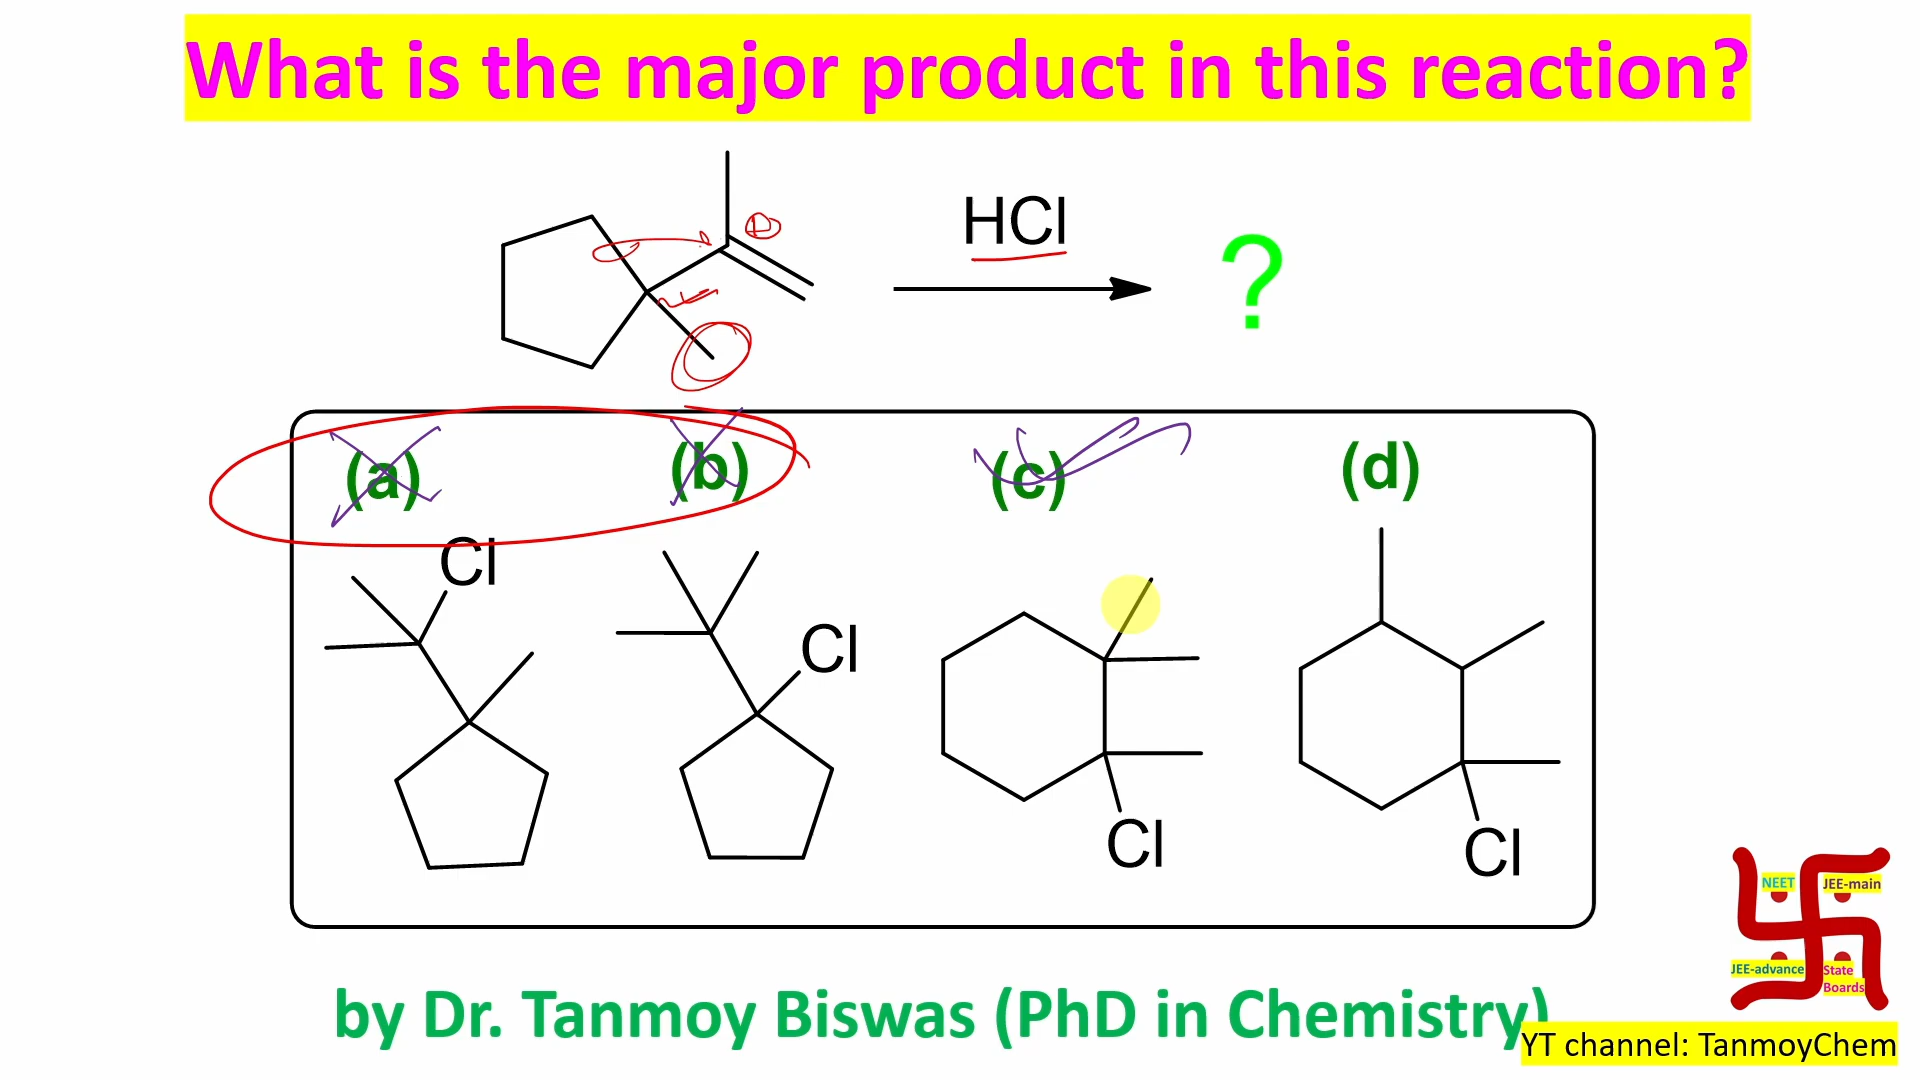 What is the major product in this reaction?
HCl
?
(a) (b) (c) (d)
Cl
Cl
Cl
Cl
NEET JEE-main
JEE-advance State
Boards
by Dr. Tanmoy Biswas (PhD in Chemistry)
YT channel: TanmoyChem